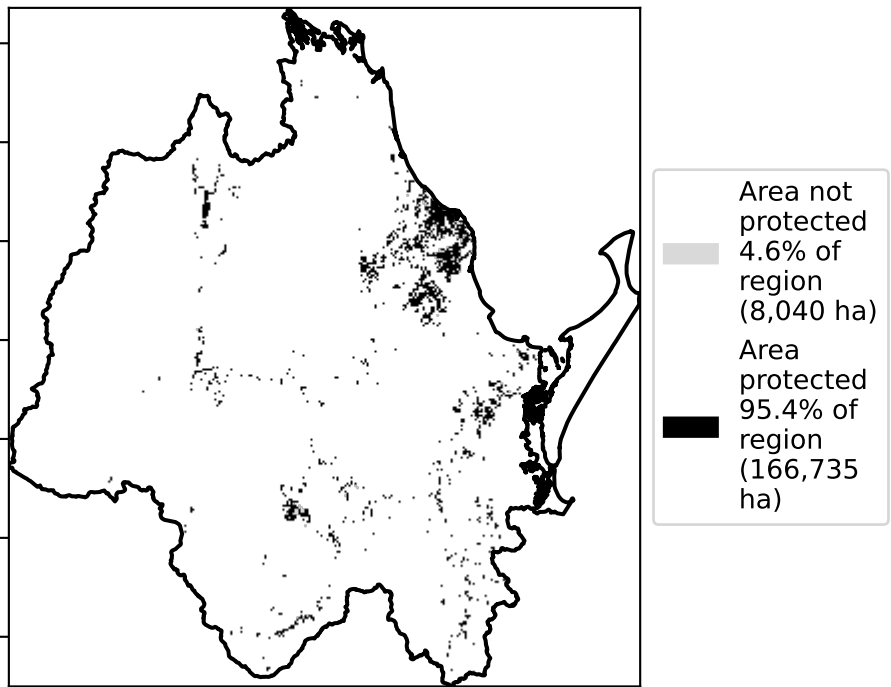 Area not
protected
4.6% of
region
(8,040 ha)
Area
protected
95.4% of
region
(166,735
ha)